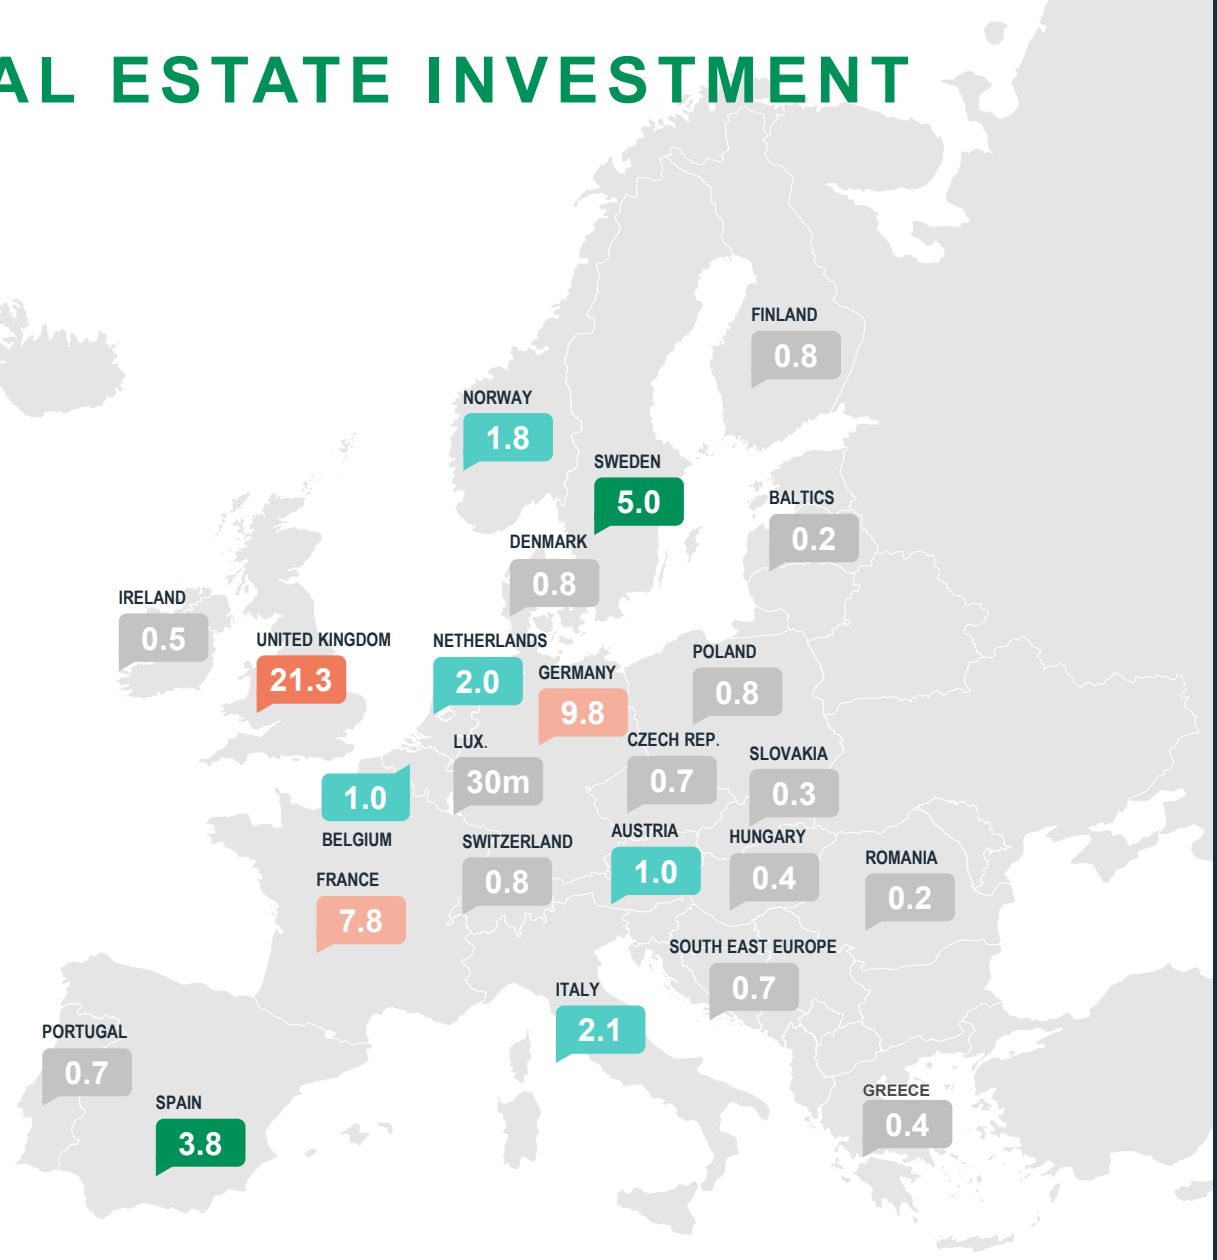 AL ESTATE INVESTMENT
FINLAND
0.8
NORWAY
1.8
SWEDEN
5.0
BALTICS
0.2
DENMARK
0.8
IRELAND
0.5
UNITED KINGDOM
21.3
NETHERLANDS
2.0
GERMANY
9.8
POLAND
0.8
LUX.
30m
CZECH REP.
0.7
SLOVAKIA
0.3
1.0
BELGIUM
SWITZERLAND
0.8
AUSTRIA
1.0
HUNGARY
0.4
ROMANIA
0.2
FRANCE
7.8
SOUTH EAST EUROPE
0.7
ITALY
2.1
PORTUGAL
0.7
SPAIN
3.8
GREECE
0.4